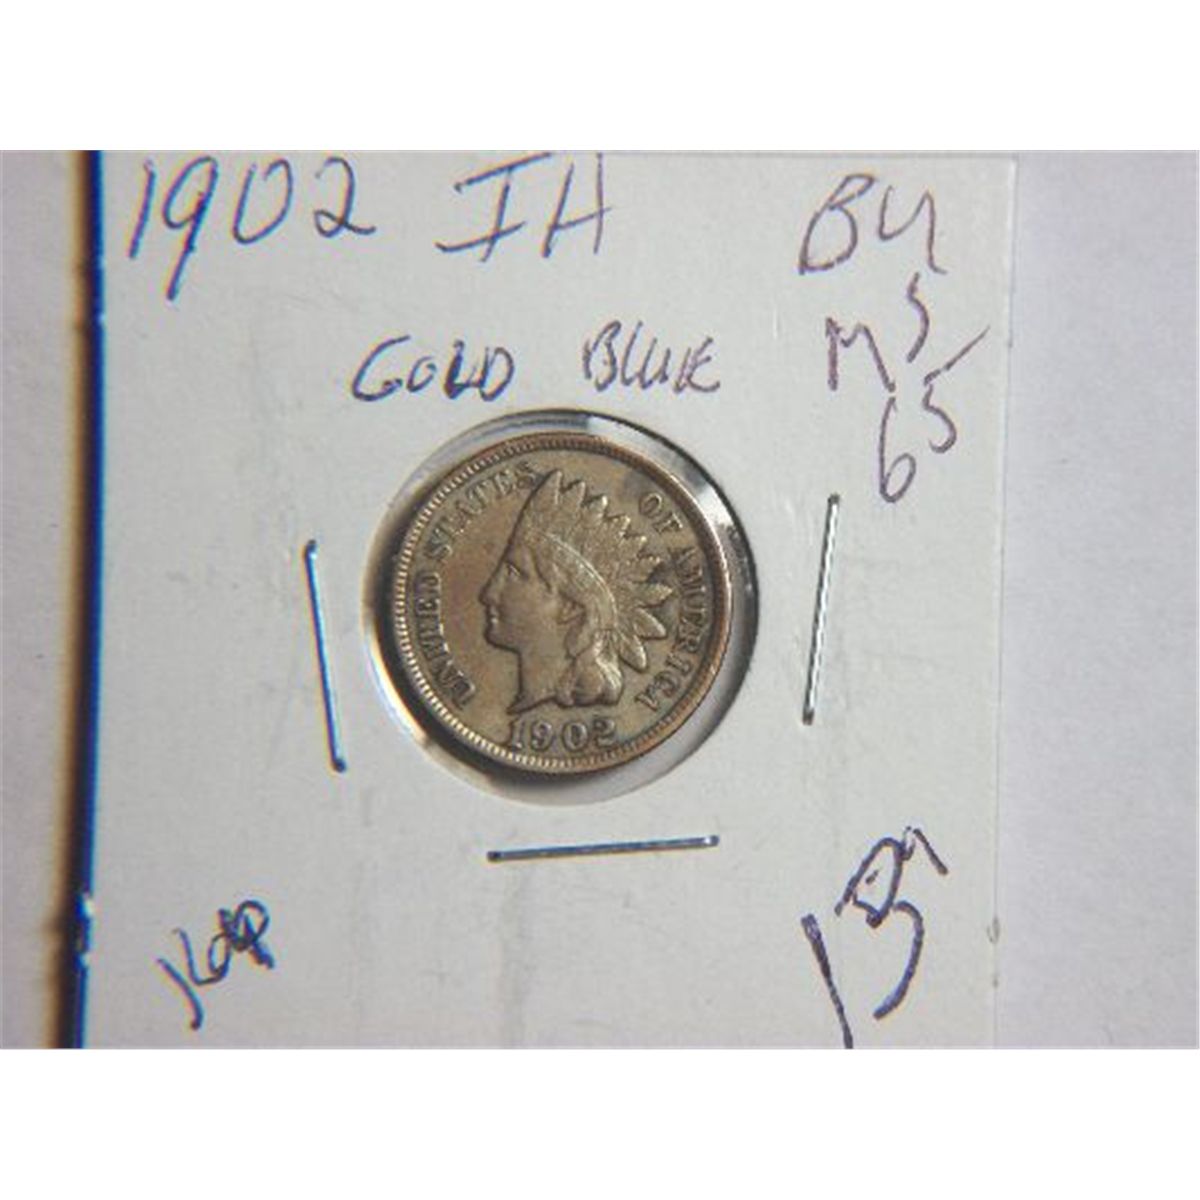 1902 IH
BU
MS
65
GOLD BLUE
UNITED STATES OF AMERICA
1902